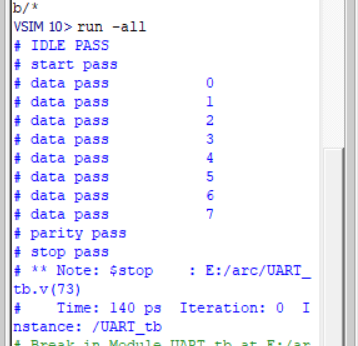 b/*
VSIM 10> run -all
# IDLE PASS
# start pass
# data pass 0
# data pass 1
# data pass 2
# data pass 3
# data pass 4
# data pass 5
# data pass 6
# data pass 7
# parity pass
# stop pass
# ** Note: $stop : E:/arc/UART_
tb.v(73)
# Time: 140 ps Iteration: 0 I
nstance: /UART_tb
# Break in Module UART_tb at E:/ar